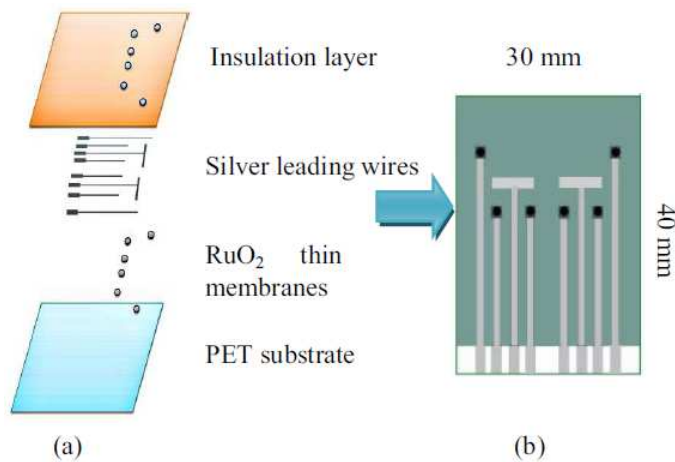 Insulation layer
30 mm
Silver leading wires
40 mm
RuO₂ thin
membranes
PET substrate
(a)
(b)